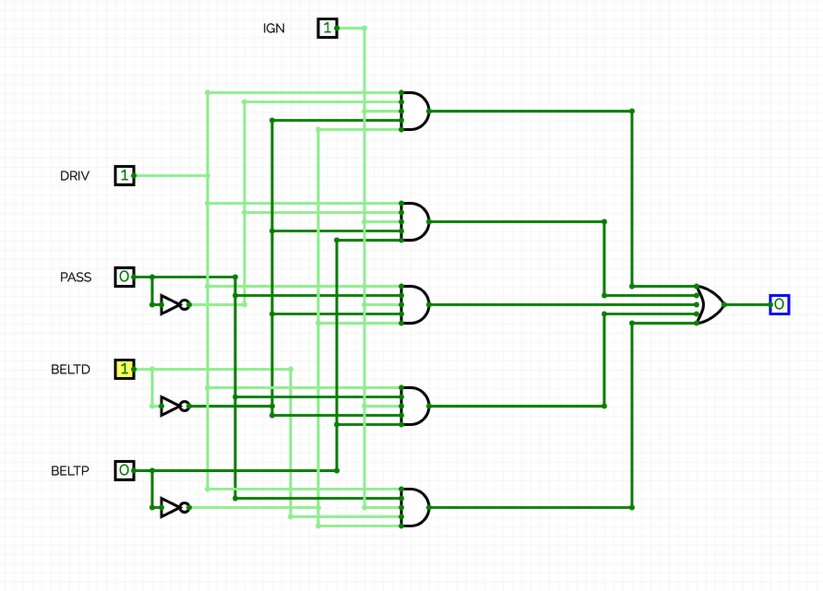 IGN 1
DRIV 1
PASS 0
BELTD 1
BELTP 0
0